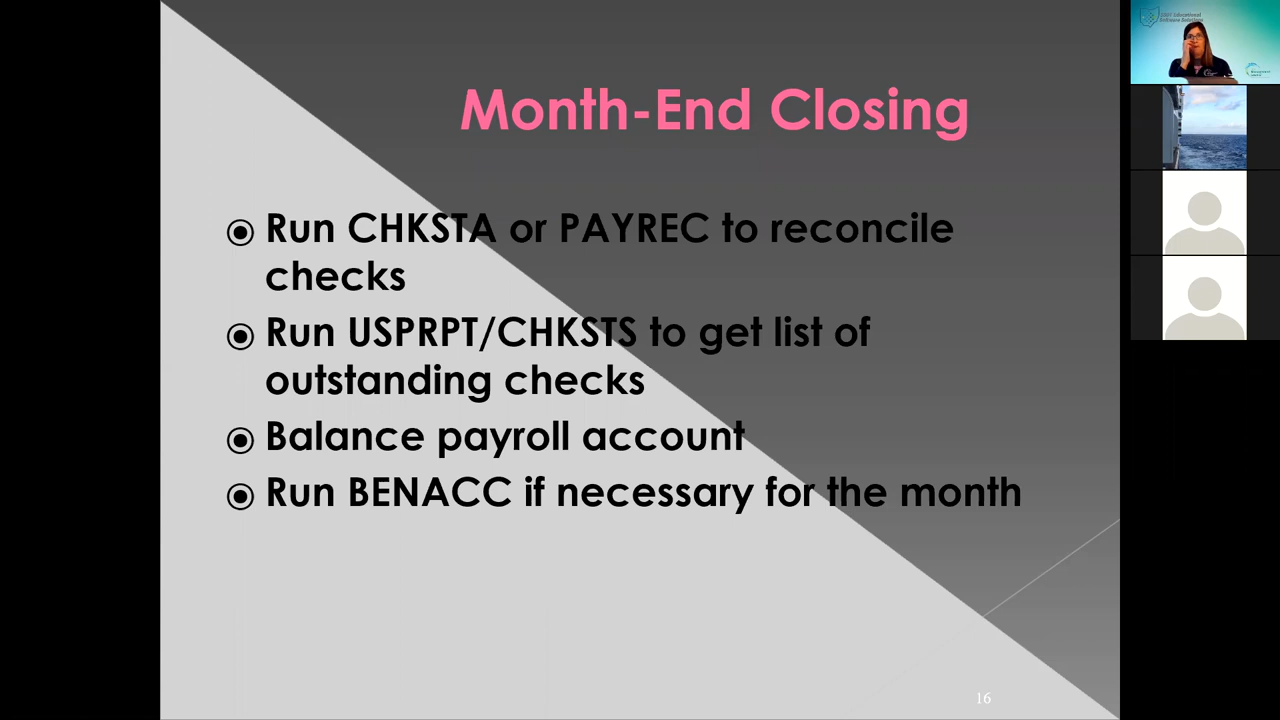 Month-End Closing
Run CHKSTA or PAYREC to reconcile
checks
Run USPRPT/CHKSTS to get list of
outstanding checks
Balance payroll account
Run BENACC if necessary for the month
16